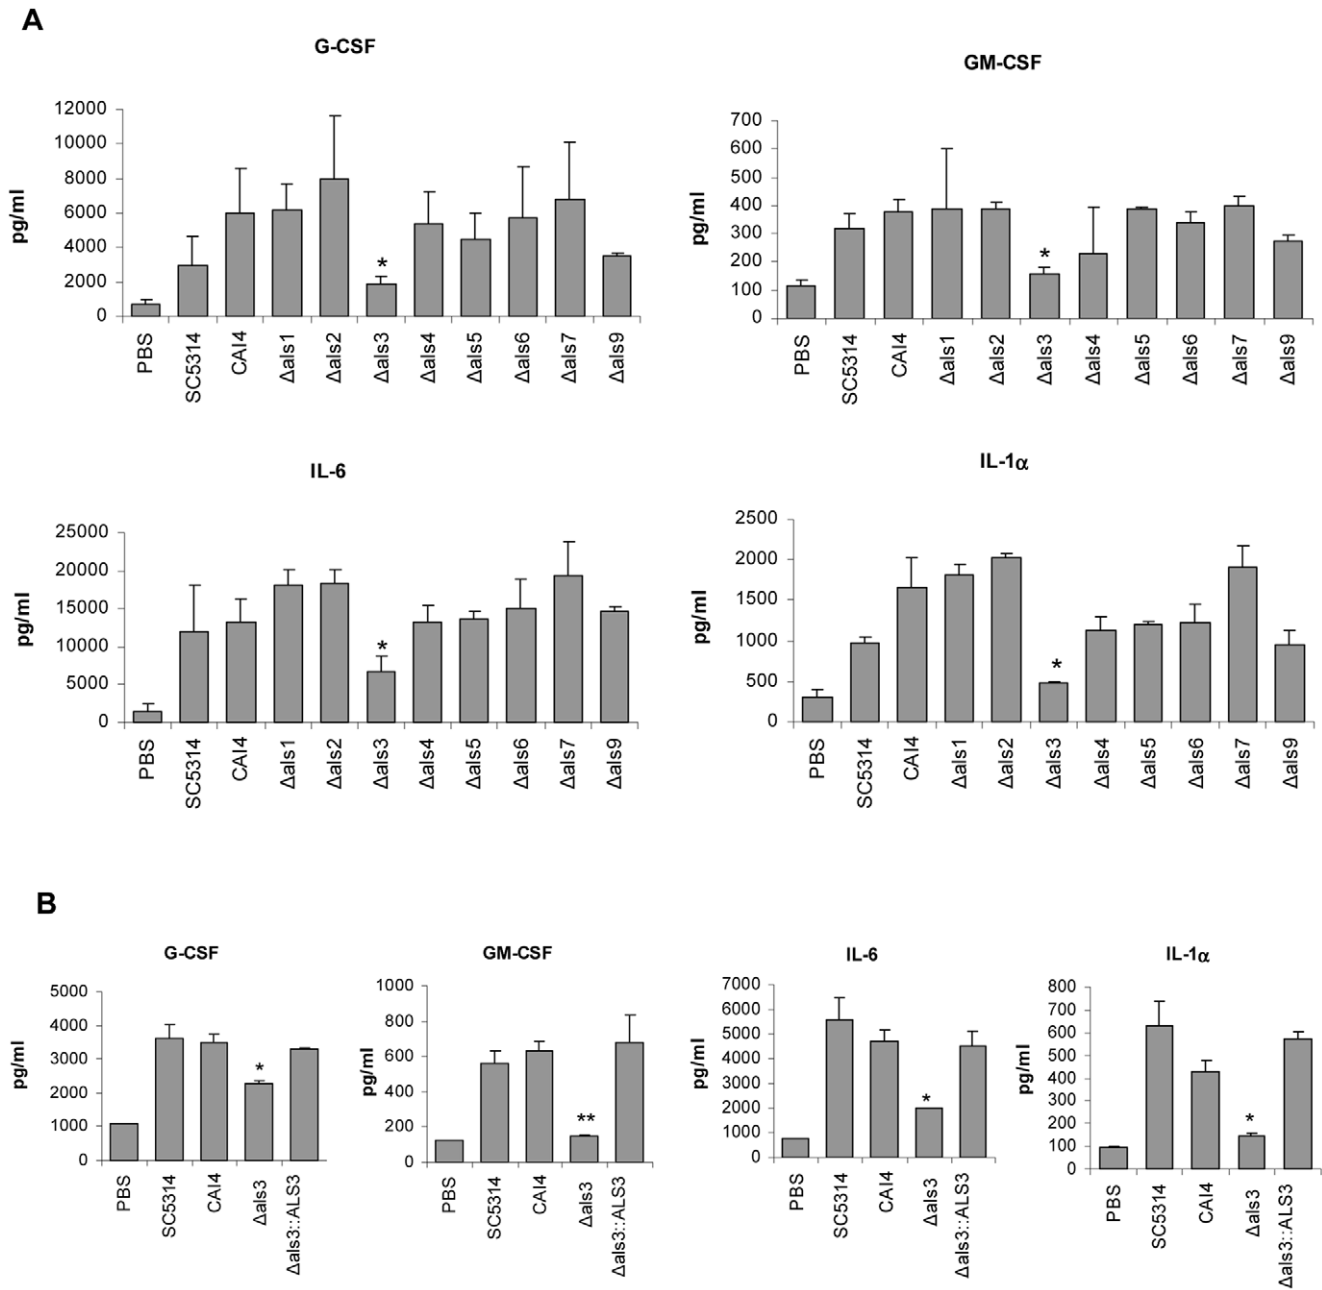 A
G-CSF
pg/ml
12000
10000
8000
6000
4000
2000
0
*
PBS
SC5314
CAI4
Δals1
Δals2
Δals3
Δals4
Δals5
Δals6
Δals7
Δals9
GM-CSF
pg/ml
700
600
500
400
300
200
100
0
*
PBS
SC5314
CAI4
Δals1
Δals2
Δals3
Δals4
Δals5
Δals6
Δals7
Δals9
IL-6
pg/ml
25000
20000
15000
10000
5000
0
*
PBS
SC5314
CAI4
Δals1
Δals2
Δals3
Δals4
Δals5
Δals6
Δals7
Δals9
IL-1α
pg/ml
2500
2000
1500
1000
500
0
*
PBS
SC5314
CAI4
Δals1
Δals2
Δals3
Δals4
Δals5
Δals6
Δals7
Δals9
B
G-CSF
pg/ml
5000
4000
3000
2000
1000
0
*
PBS
SC5314
CAI4
Δals3
Δals3::ALS3
GM-CSF
pg/ml
1000
800
600
400
200
0
**
PBS
SC5314
CAI4
Δals3
Δals3::ALS3
IL-6
pg/ml
7000
6000
5000
4000
3000
2000
1000
0
*
PBS
SC5314
CAI4
Δals3
Δals3::ALS3
IL-1α
pg/ml
800
700
600
500
400
300
200
100
0
*
PBS
SC5314
CAI4
Δals3
Δals3::ALS3